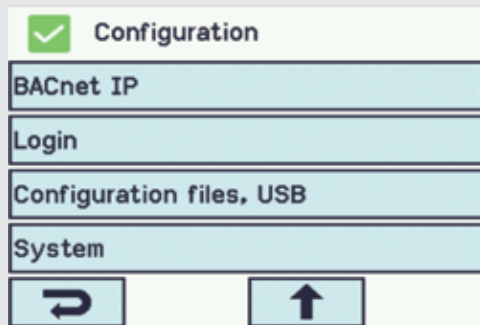 Configuration
BACnet IP
Login
Configuration files, USB
System